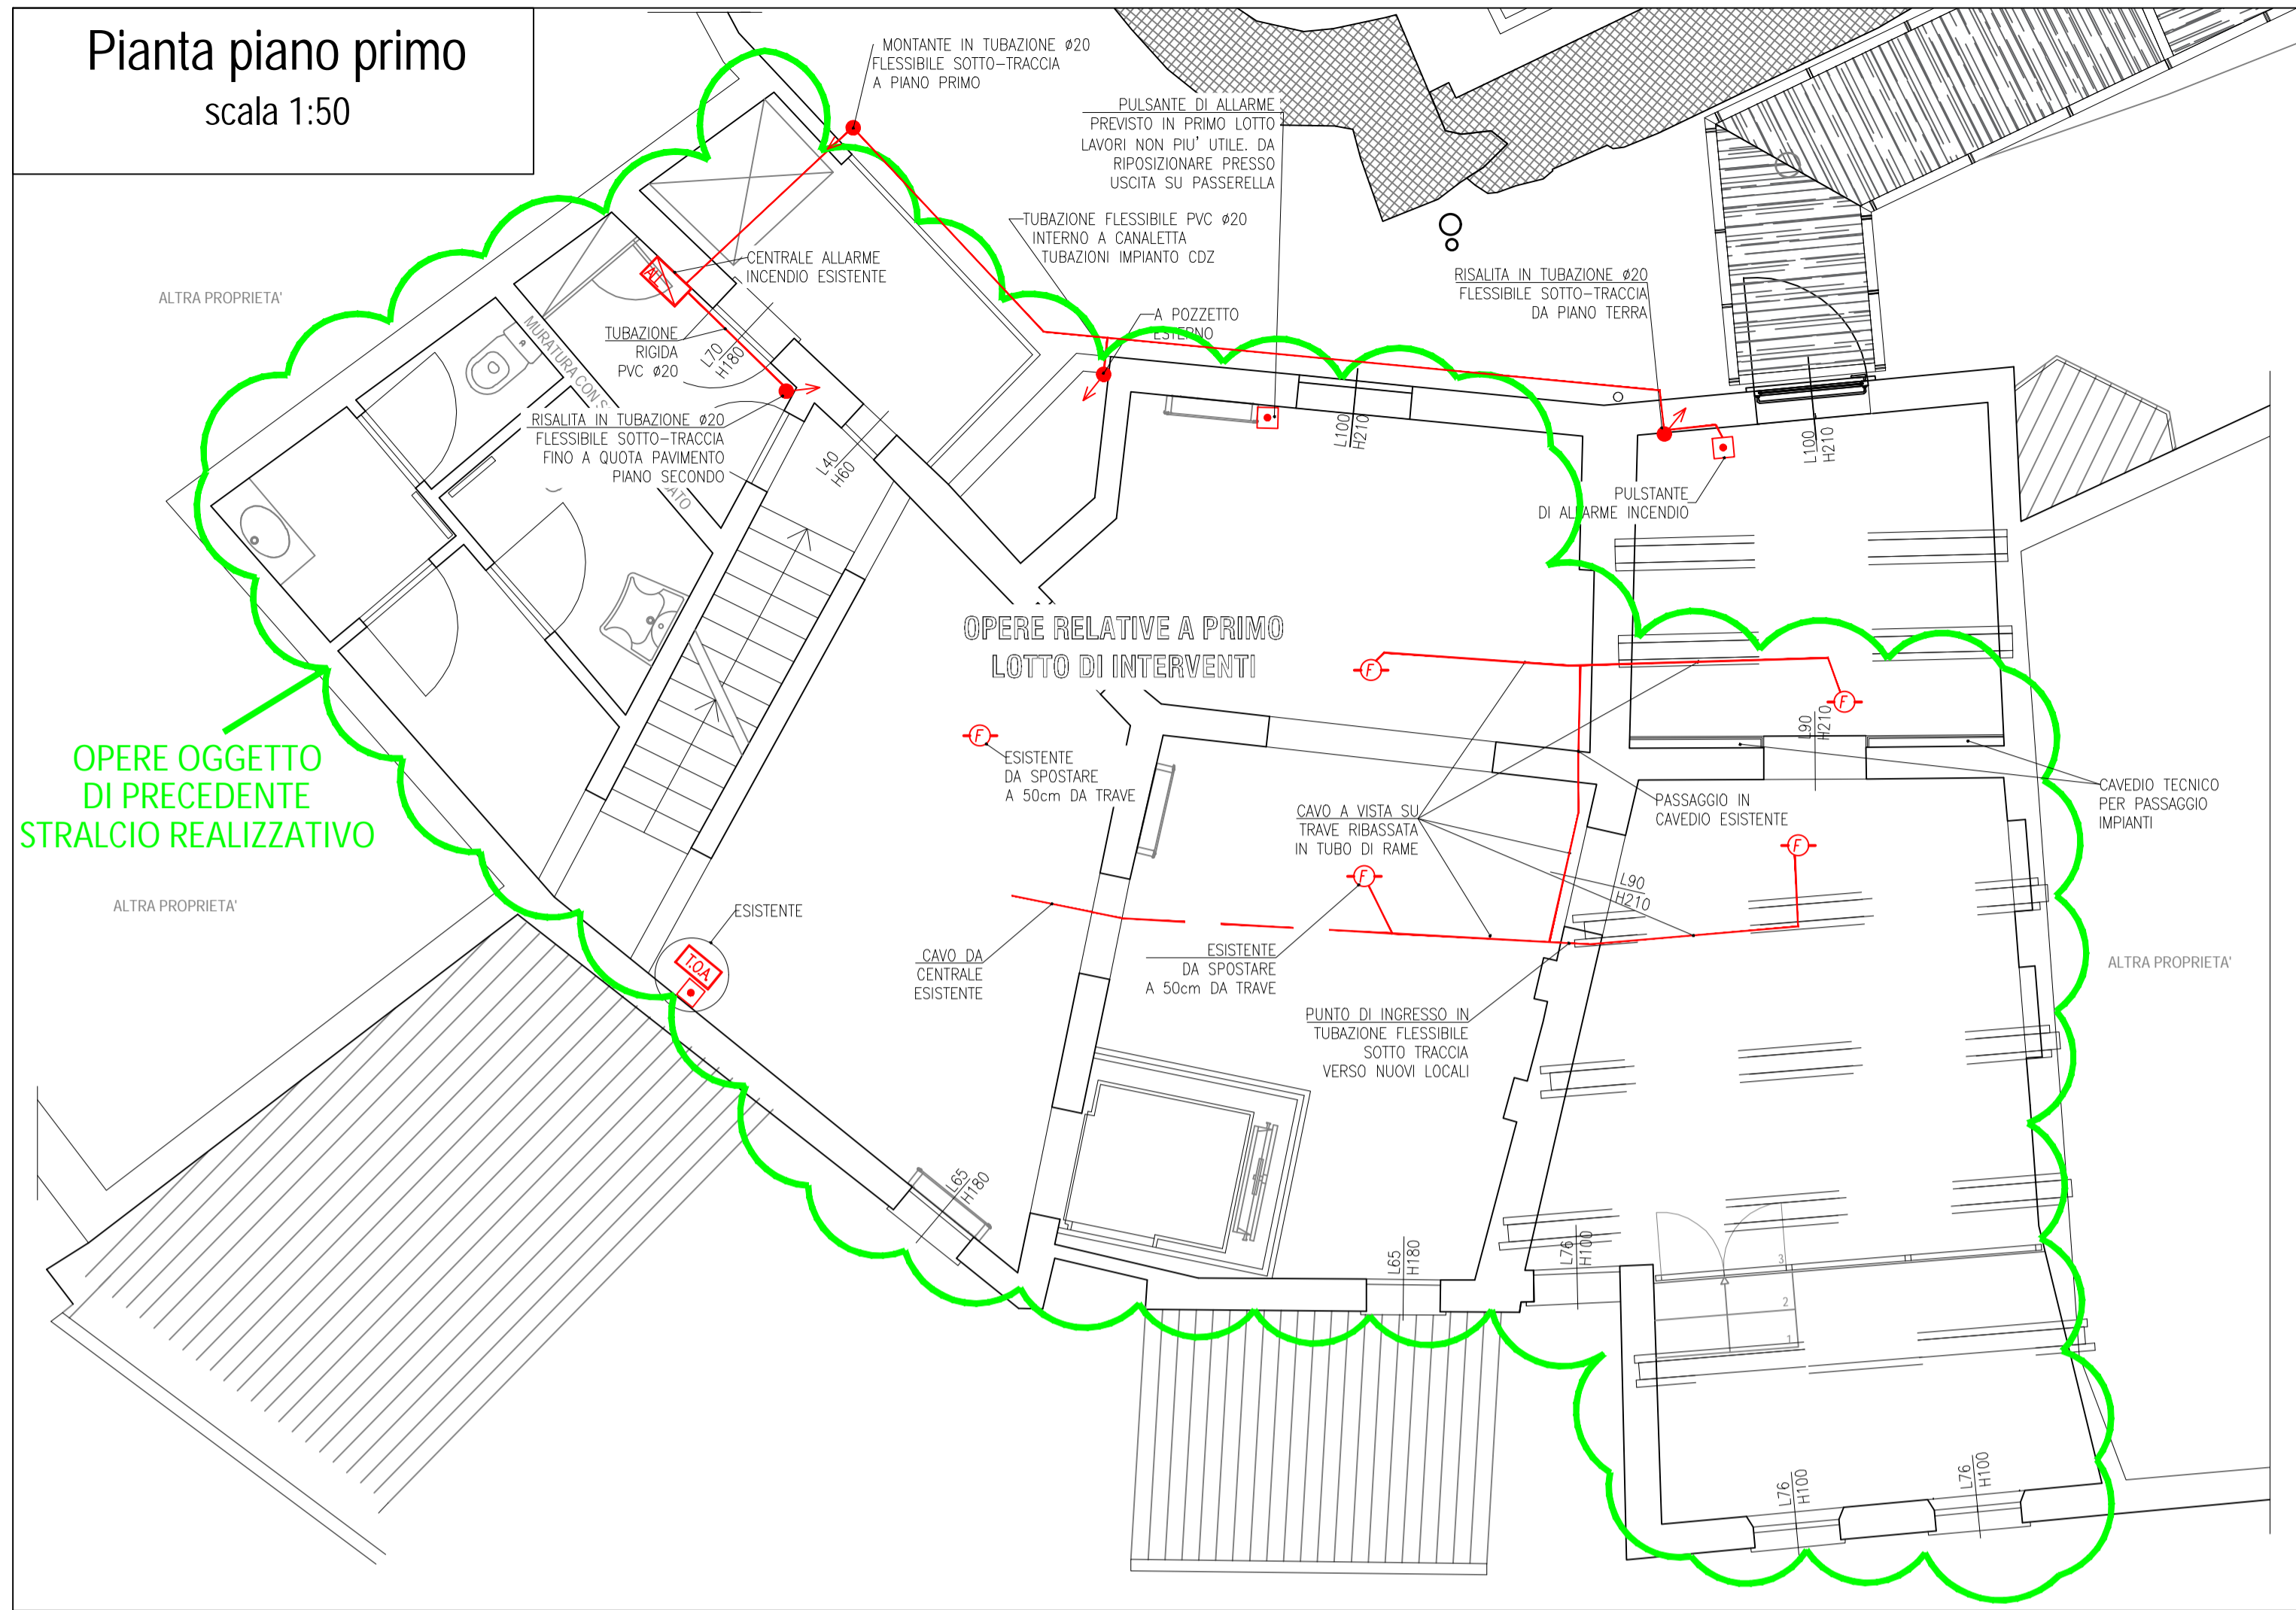 Pianta piano primo
scala 1:50
MONTANTE IN TUBAZIONE ø20
FLESSIBILE SOTTO-TRACCIA
A PIANO PRIMO
PULSANTE DI ALLARME
PREVISTO IN PRIMO LOTTO
LAVORI NON PIU' UTILE. DA
RIPOSIZIONARE PRESSO
USCITA SU PASSERELLA
TUBAZIONE FLESSIBILE PVC ø20
INTERNO A CANALETTA
TUBAZIONI IMPIANTO CDZ
CENTRALE ALLARME
INCENDIO ESISTENTE
RISALITA IN TUBAZIONE ø20
FLESSIBILE SOTTO-TRACCIA
DA PIANO TERRA
ALTRA PROPRIETA'
A POZZETTO
ESTERNO
MURATURA CON S
ATO
TUBAZIONE
RIGIDA
PVC ø20
L70
H180
RISALITA IN TUBAZIONE ø20
FLESSIBILE SOTTO-TRACCIA
FINO A QUOTA PAVIMENTO
PIANO SECONDO
L40
H60
L100
H210
L100
H210
PULSTANTE
DI ALLARME INCENDIO
OPERE RELATIVE A PRIMO
LOTTO DI INTERVENTI
F
F
F
L90
H210
OPERE OGGETTO
DI PRECEDENTE
STRALCIO REALIZZATIVO
ESISTENTE
DA SPOSTARE
A 50cm DA TRAVE
CAVO A VISTA SU
TRAVE RIBASSATA
IN TUBO DI RAME
PASSAGGIO IN
CAVEDIO ESISTENTE
CAVEDIO TECNICO
PER PASSAGGIO
IMPIANTI
F
F
L90
H210
ALTRA PROPRIETA'
ESISTENTE
T.O.A.
CAVO DA
CENTRALE
ESISTENTE
ESISTENTE
DA SPOSTARE
A 50cm DA TRAVE
ALTRA PROPRIETA'
PUNTO DI INGRESSO IN
TUBAZIONE FLESSIBILE
SOTTO TRACCIA
VERSO NUOVI LOCALI
L65
H180
L65
H180
L76
H100
3
2
1
L76
H100
L76
H100